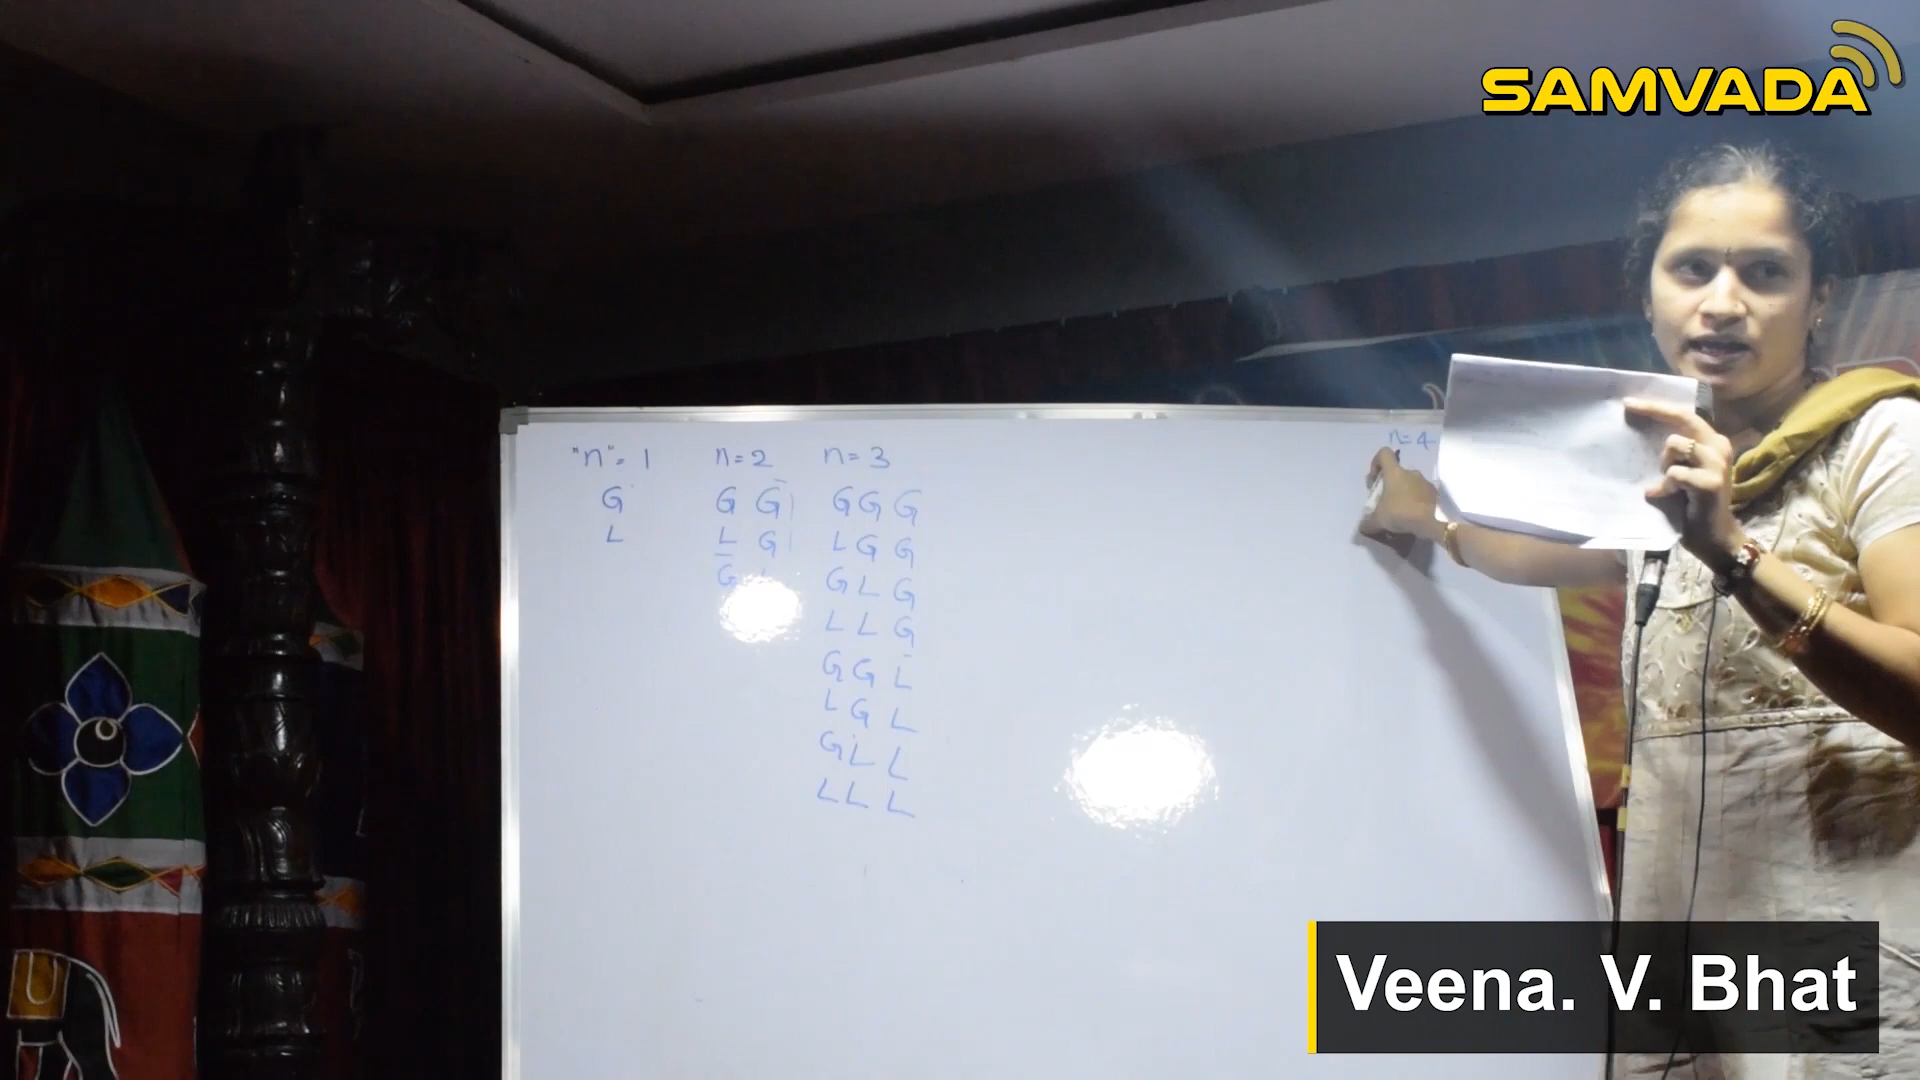 SAMVADA
"n" = 1
G
L
n = 2
G G
L G
G
n = 3
G G G
L G G
G L G
L L G
G G L
L G L
G L L
L L L
n = 4
Veena. V. Bhat